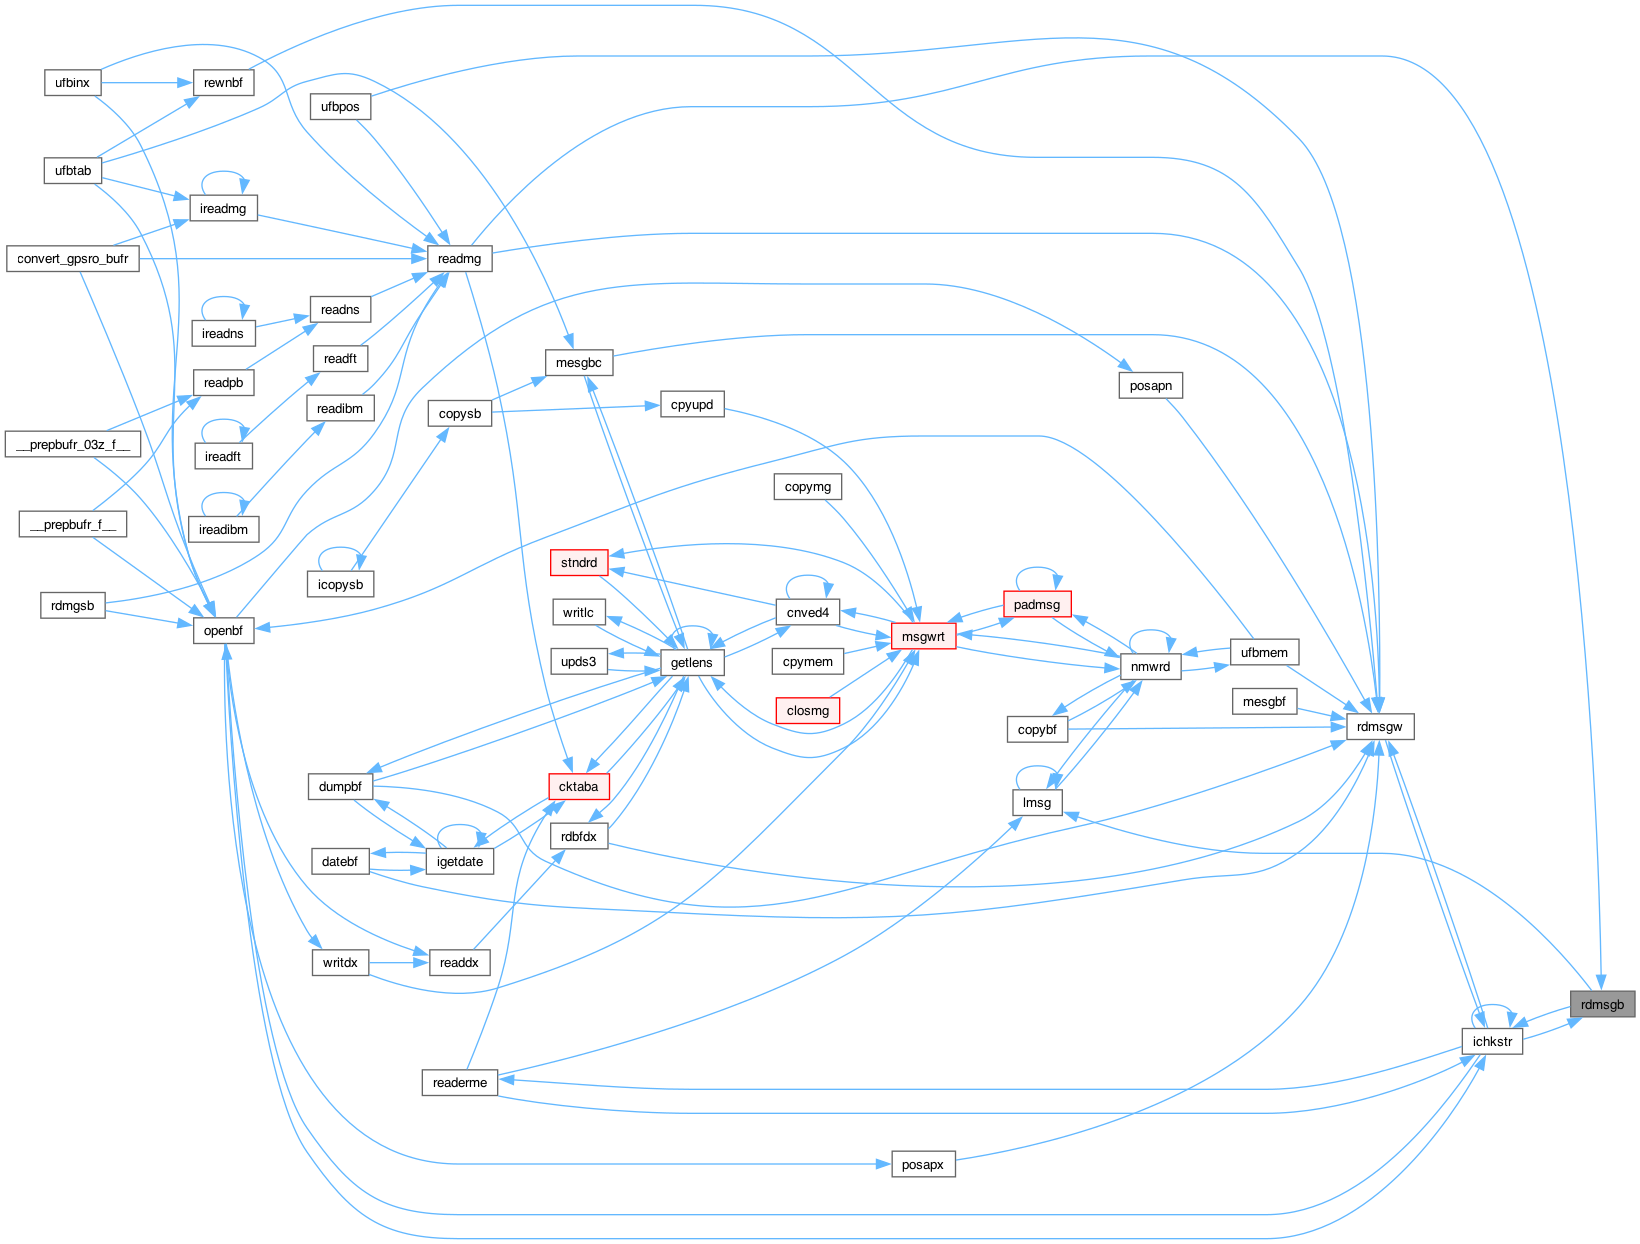 ufbinx
rewnbf
ufbpos
ufbtab
ireadmg
convert_gpsro_bufr
readmg
readns
ireadns
readft
mesgbc
readpb
posapn
readibm
cpyupd
copysb
__prepbufr_03z_f__
ireadft
copymg
__prepbufr_f__
ireadibm
stndrd
icopysb
rdmgsb
writlc
cnved4
padmsg
openbf
msgwrt
ufbmem
upds3
getlens
cpymem
nmwrd
mesgbf
closmg
copybf
rdmsgw
dumpbf
cktaba
lmsg
rdbfdx
datebf
igetdate
writdx
readdx
rdmsgb
ichkstr
readerme
posapx